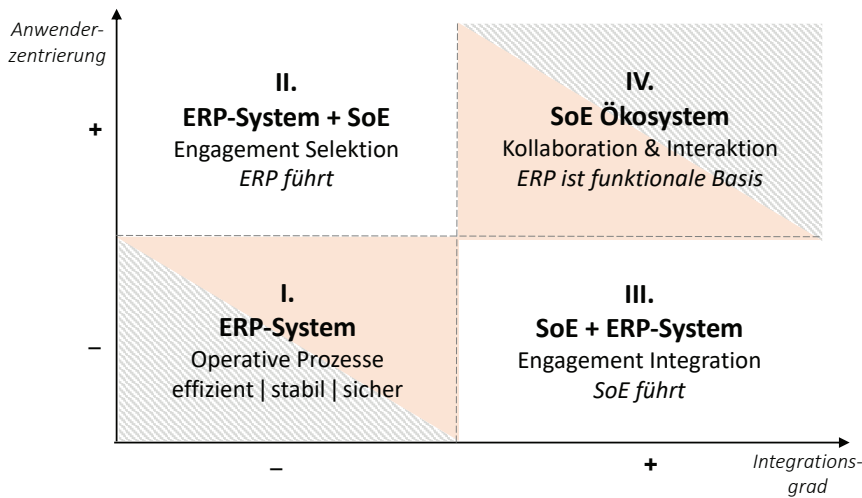 Anwender-
zentrierung
II.
ERP-System + SoE
Engagement Selektion
ERP führt
IV.
SoE Ökosystem
Kollaboration & Interaktion
ERP ist funktionale Basis
+
I.
ERP-System
Operative Prozesse
effizient | stabil | sicher
III.
SoE + ERP-System
Engagement Integration
SoE führt
–
–
+
Integrations-
grad